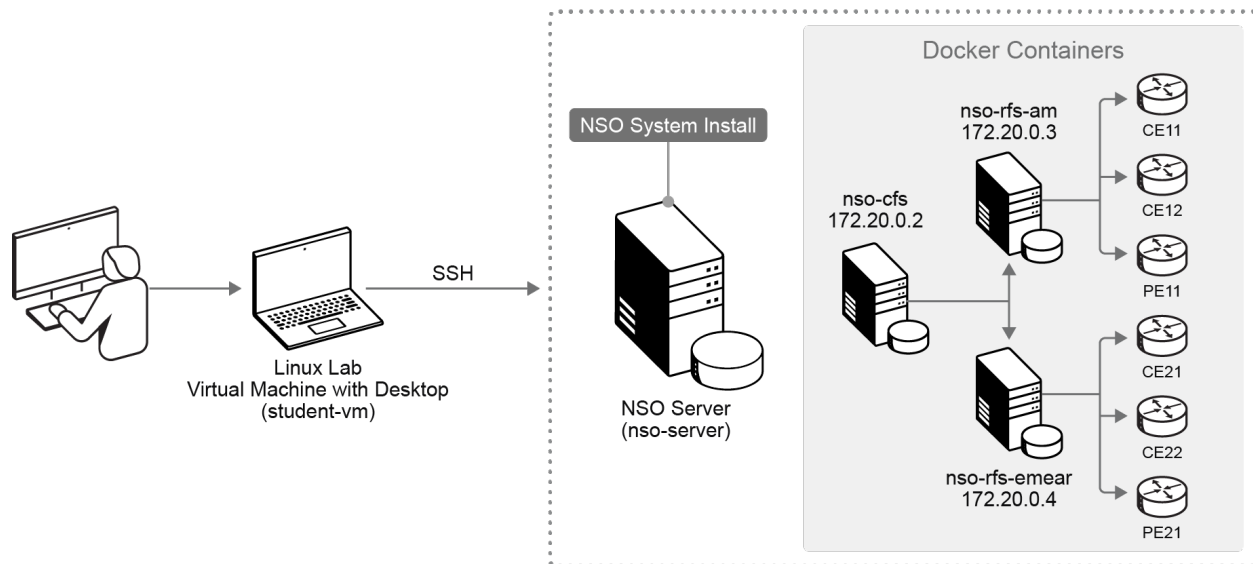 Docker Containers
NSO System Install
nso-rfs-am
172.20.0.3
CE11
CE12
PE11
nso-cfs
172.20.0.2
SSH
Linux Lab
Virtual Machine with Desktop
(student-vm)
NSO Server
(nso-server)
nso-rfs-emear
172.20.0.4
CE21
CE22
PE21